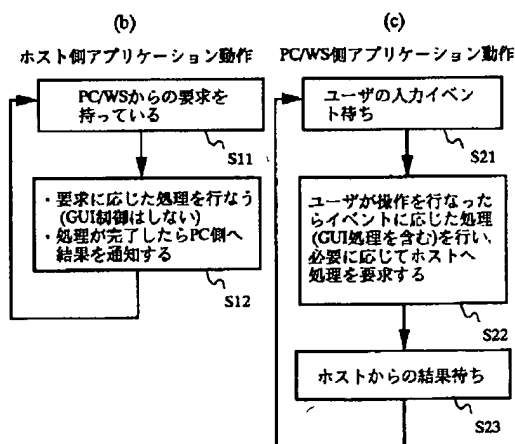 (b)
ホスト側アプリケーション動作
PC/WSからの要求を
持っている
S11
・要求に応じた処理を行なう
(GUI制御はしない)
・処理が完了したらPC側へ
結果を通知する
S12
(c)
PC/WS側アプリケーション動作
ユーザの入力イベン
ト待ち
S21
ユーザが操作を行なった
らイベントに応じた処理
(GUI処理を含む)を行い、
必要に応じてホストへ
処理を要求する
S22
ホストからの結果待ち
S23